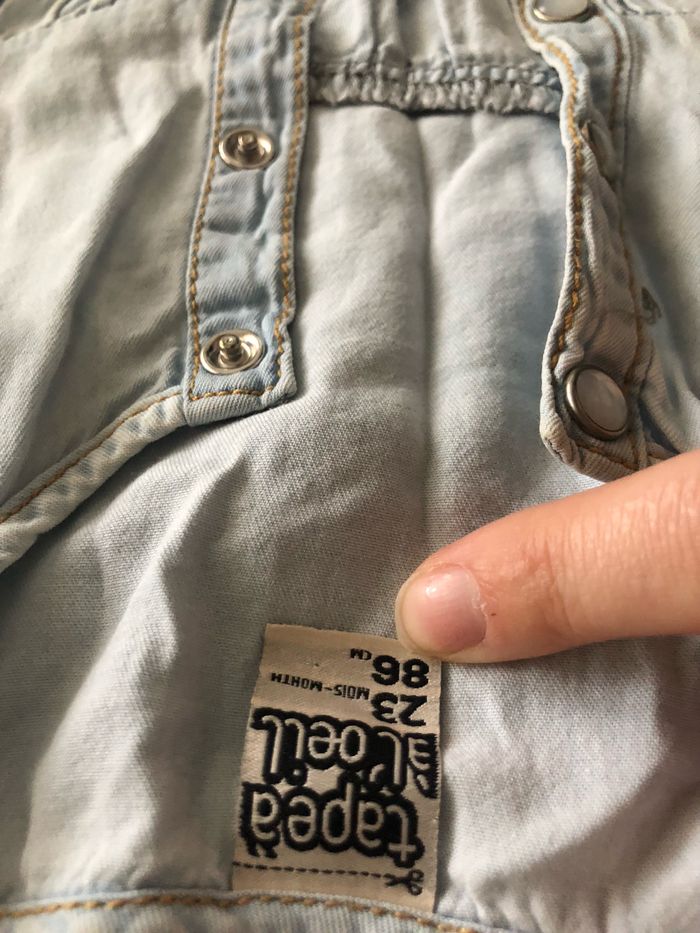 tapeà
l'oeil
23 MOIS-MONTH
86 CM